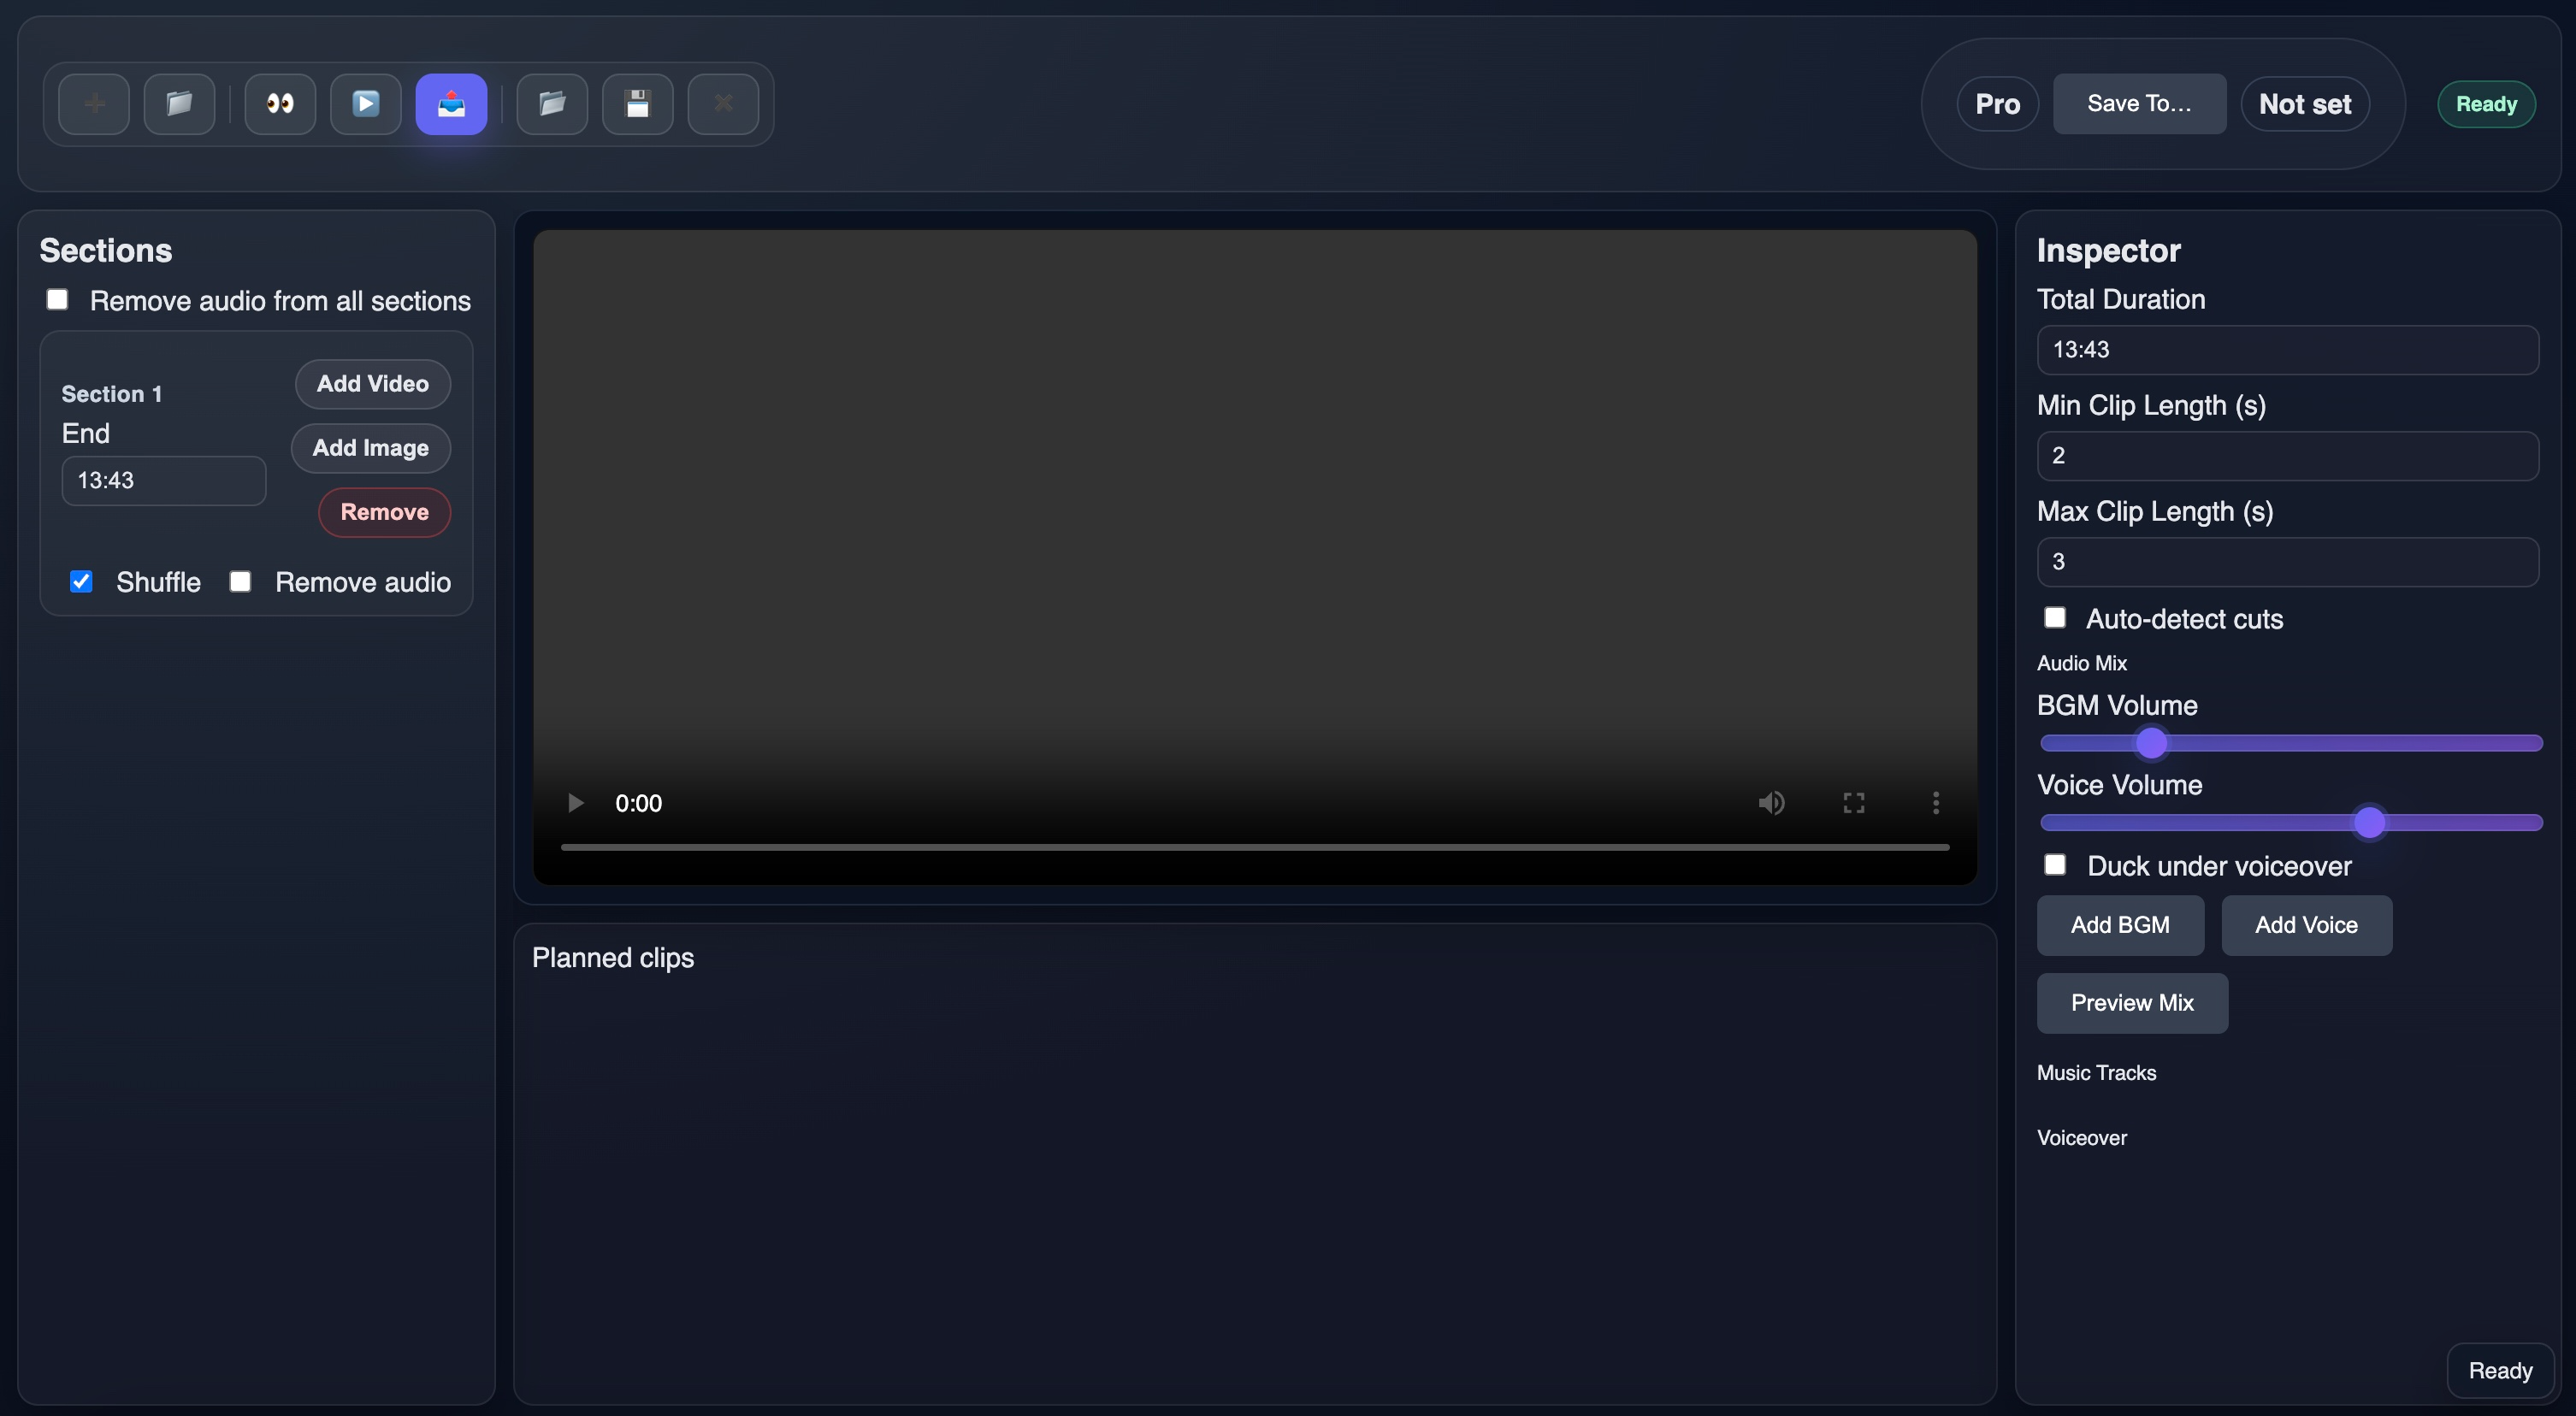 Pro
Save To...
Not set
Ready
Sections
Remove audio from all sections
Section 1
End
13:43
Add Video
Add Image
Remove
Shuffle
Remove audio
0:00
Planned clips
Inspector
Total Duration
13:43
Min Clip Length (s)
2
Max Clip Length (s)
3
Auto-detect cuts
Audio Mix
BGM Volume
Voice Volume
Duck under voiceover
Add BGM
Add Voice
Preview Mix
Music Tracks
Voiceover
Ready